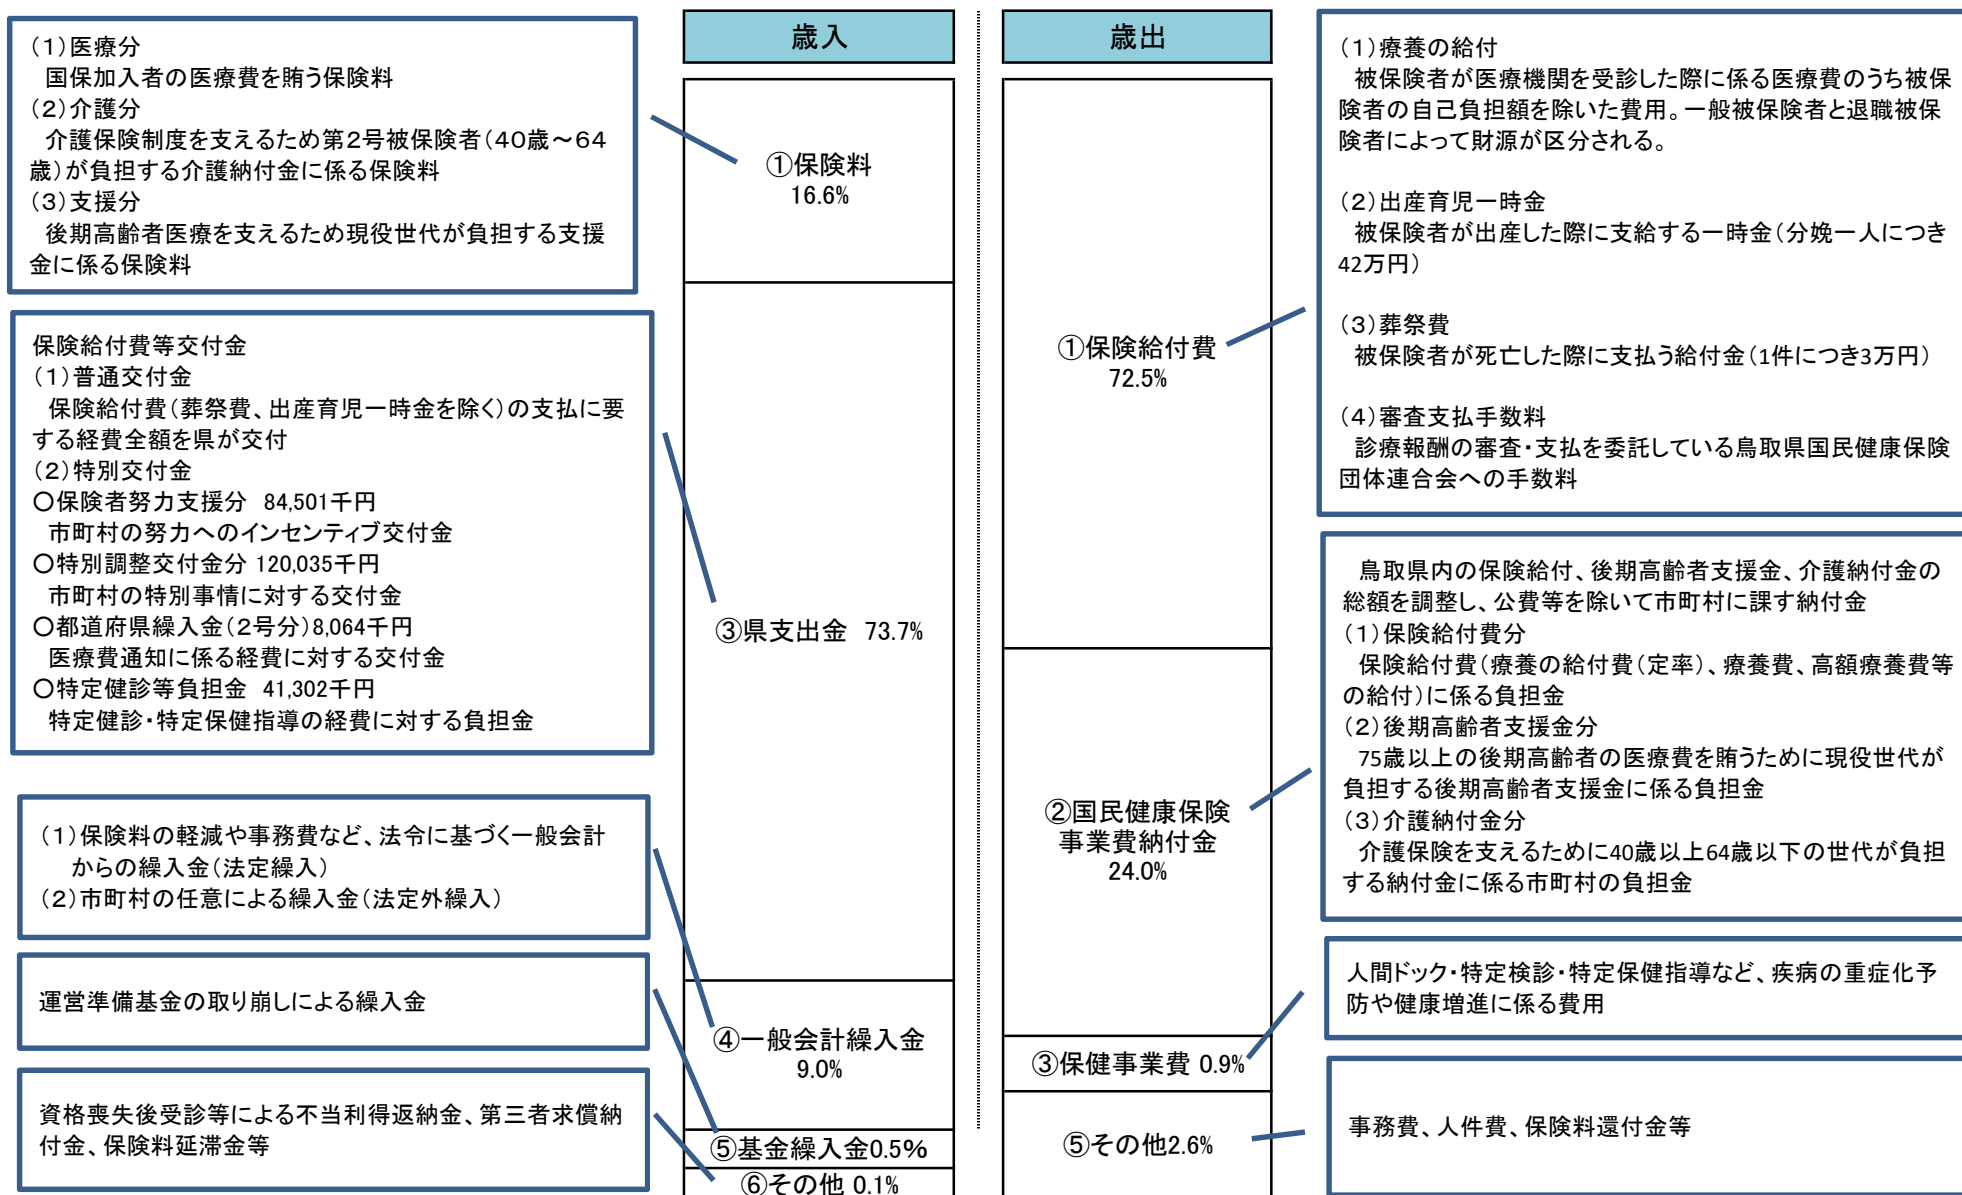 歳入
歳出
(1)医療分
国保加入者の医療費を賄う保険料
(2)介護分
介護保険制度を支えるため第2号被保険者(40歳～64
歳)が負担する介護納付金に係る保険料
(3)支援分
後期高齢者医療を支えるため現役世代が負担する支援
金に係る保険料
保険給付費等交付金
(1)普通交付金
保険給付費(葬祭費、出産育児一時金を除く)の支払に要
する経費全額を県が交付
(2)特別交付金
○保険者努力支援分 84,501千円
市町村の努力へのインセンティブ交付金
○特別調整交付金分 120,035千円
市町村の特別事情に対する交付金
○都道府県繰入金(2号分)8,064千円
医療費通知に係る経費に対する交付金
○特定健診等負担金 41,302千円
特定健診・特定保健指導の経費に対する負担金
(1)保険料の軽減や事務費など、法令に基づく一般会計
からの繰入金(法定繰入)
(2)市町村の任意による繰入金(法定外繰入)
運営準備基金の取り崩しによる繰入金
資格喪失後受診等による不当利得返納金、第三者求償納
付金、保険料延滞金等
①保険料
16.6%
③県支出金 73.7%
④一般会計繰入金
9.0%
⑤基金繰入金0.5%
⑥その他 0.1%
①保険給付費
72.5%
②国民健康保険
事業費納付金
24.0%
③保健事業費 0.9%
⑤その他2.6%
(1)療養の給付
被保険者が医療機関を受診した際に係る医療費のうち被保
険者の自己負担額を除いた費用。一般被保険者と退職被保
険者によって財源が区分される。
(2)出産育児一時金
被保険者が出産した際に支給する一時金(分娩一人につき
42万円)
(3)葬祭費
被保険者が死亡した際に支払う給付金(1件につき3万円)
(4)審査支払手数料
診療報酬の審査・支払を委託している鳥取県国民健康保険
団体連合会への手数料
鳥取県内の保険給付、後期高齢者支援金、介護納付金の
総額を調整し、公費等を除いて市町村に課す納付金
(1)保険給付費分
保険給付費(療養の給付費(定率)、療養費、高額療養費等
の給付)に係る負担金
(2)後期高齢者支援金分
75歳以上の後期高齢者の医療費を賄うために現役世代が
負担する後期高齢者支援金に係る負担金
(3)介護納付金分
介護保険を支えるために40歳以上64歳以下の世代が負担
する納付金に係る市町村の負担金
人間ドック・特定検診・特定保健指導など、疾病の重症化予
防や健康増進に係る費用
事務費、人件費、保険料還付金等